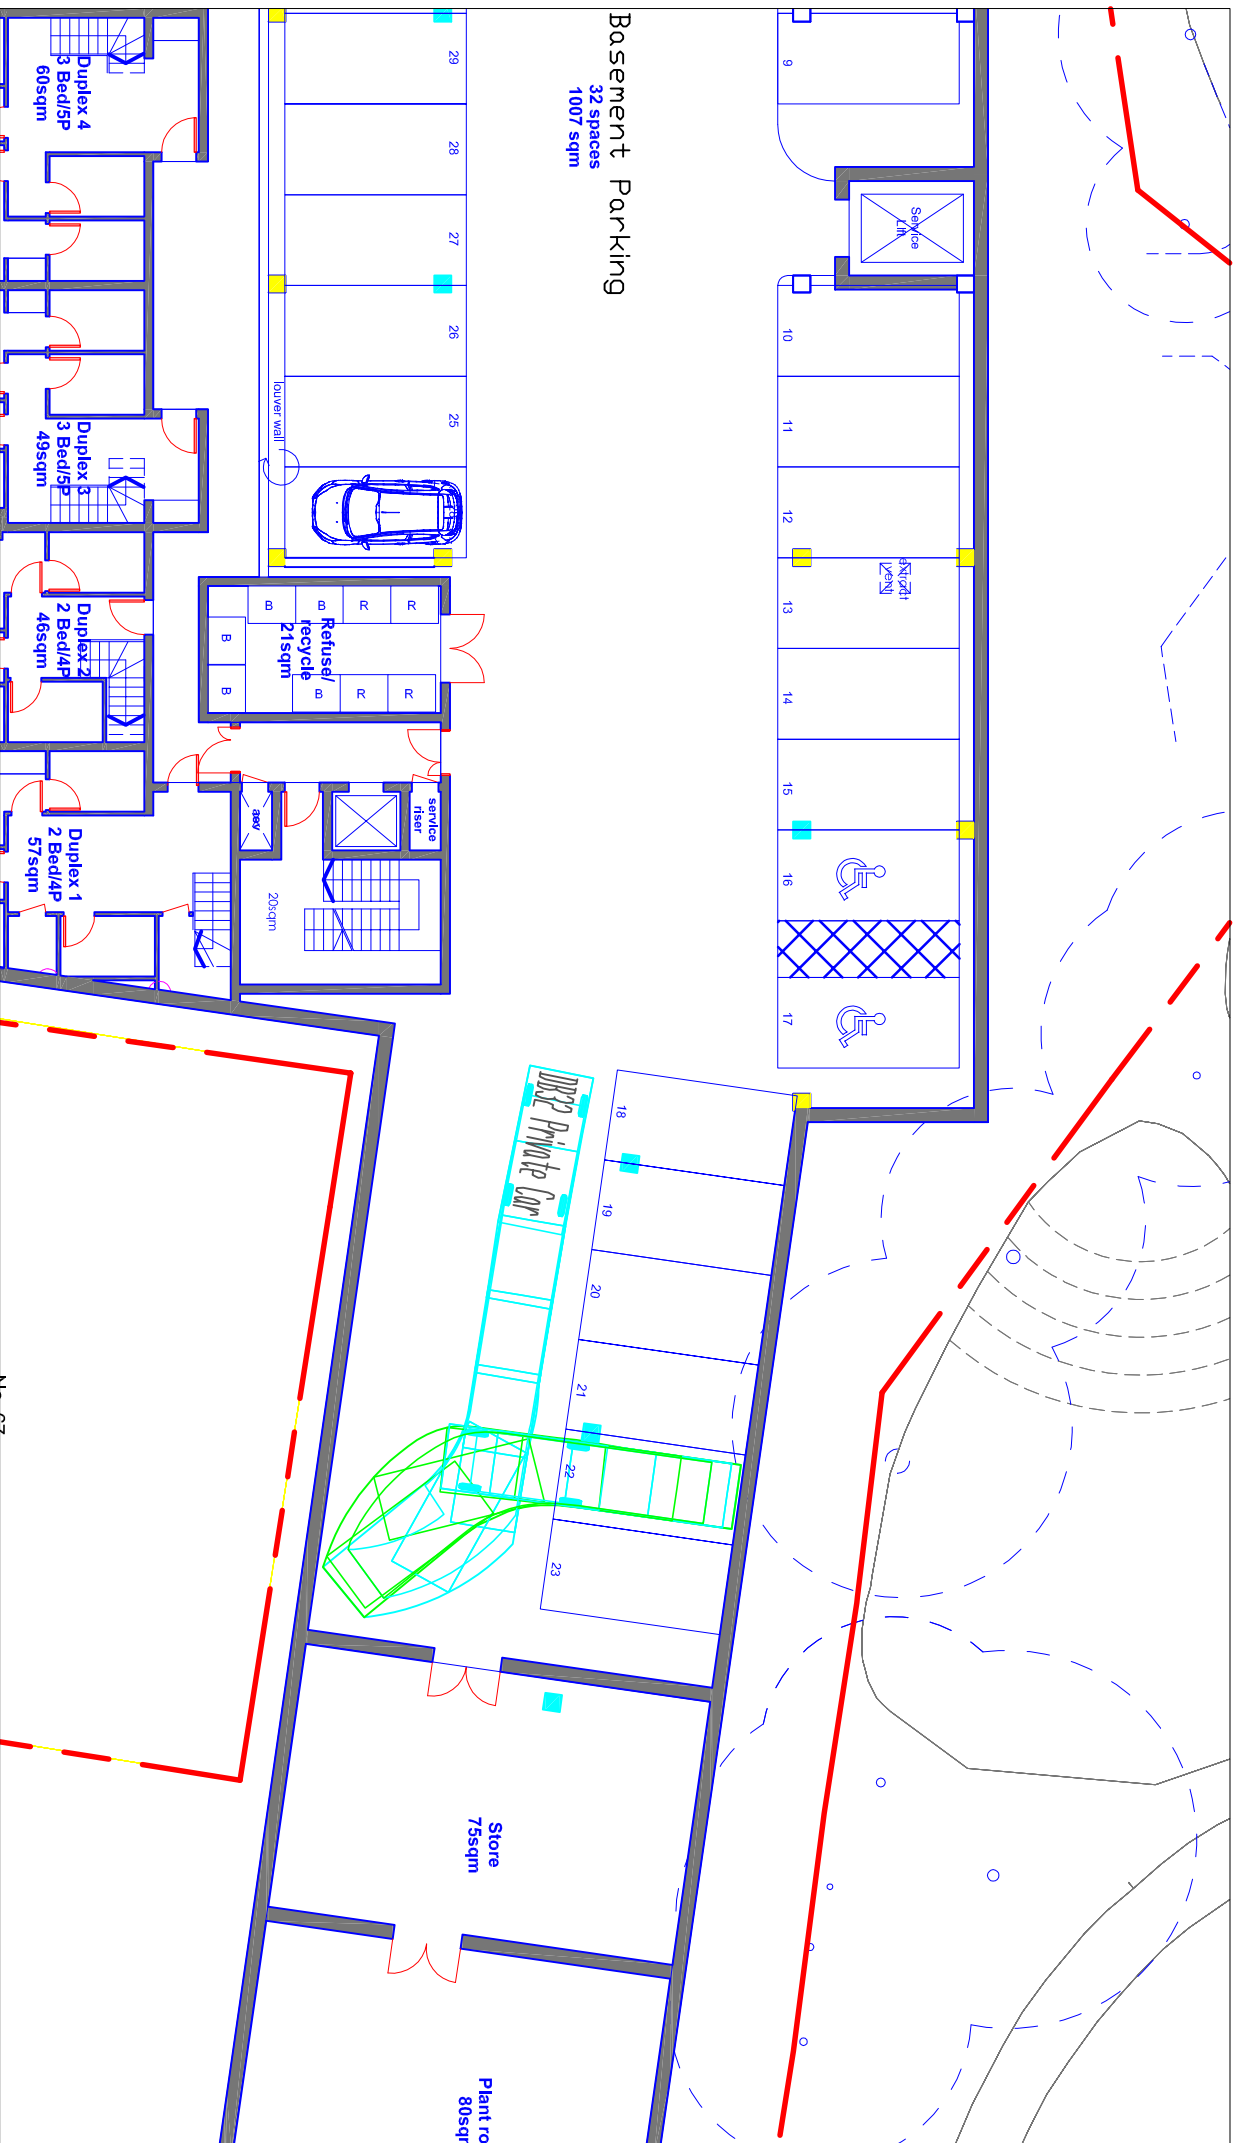 Basement Parking
32 spaces
1007 sqm
9
Service
Lift
10
11
12
extract
vent
13
14
15
16
17
29
28
27
26
25
louver wall
Duplex 4
3 Bed/5P
60sqm
Duplex 3
3 Bed/5P
49sqm
Duplex 2
2 Bed/4P
46sqm
Duplex 1
2 Bed/4P
57sqm
Refuse/
recycle
21sqm
B
B
R
R
B
B
B
R
R
service
riser
aov
20sqm
DB32 Private Car
18
19
20
21
22
23
Store
75sqm